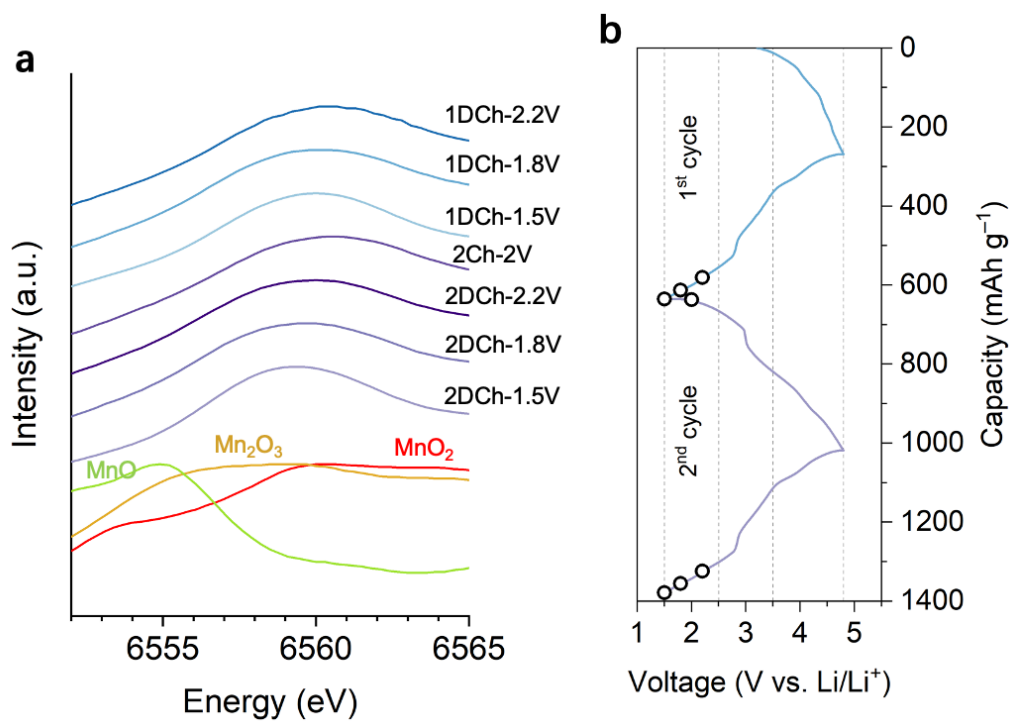 a
1DCh-2.2V
1DCh-1.8V
1DCh-1.5V
2Ch-2V
2DCh-2.2V
2DCh-1.8V
2DCh-1.5V
Mn₂O₃
MnO₂
MnO
Intensity (a.u.)
6555 6560 6565
Energy (eV)
b
0
200
400
600
800
1000
1200
1400
1st cycle
2nd cycle
Capacity (mAh g⁻¹)
1 2 3 4 5
Voltage (V vs. Li/Li⁺)